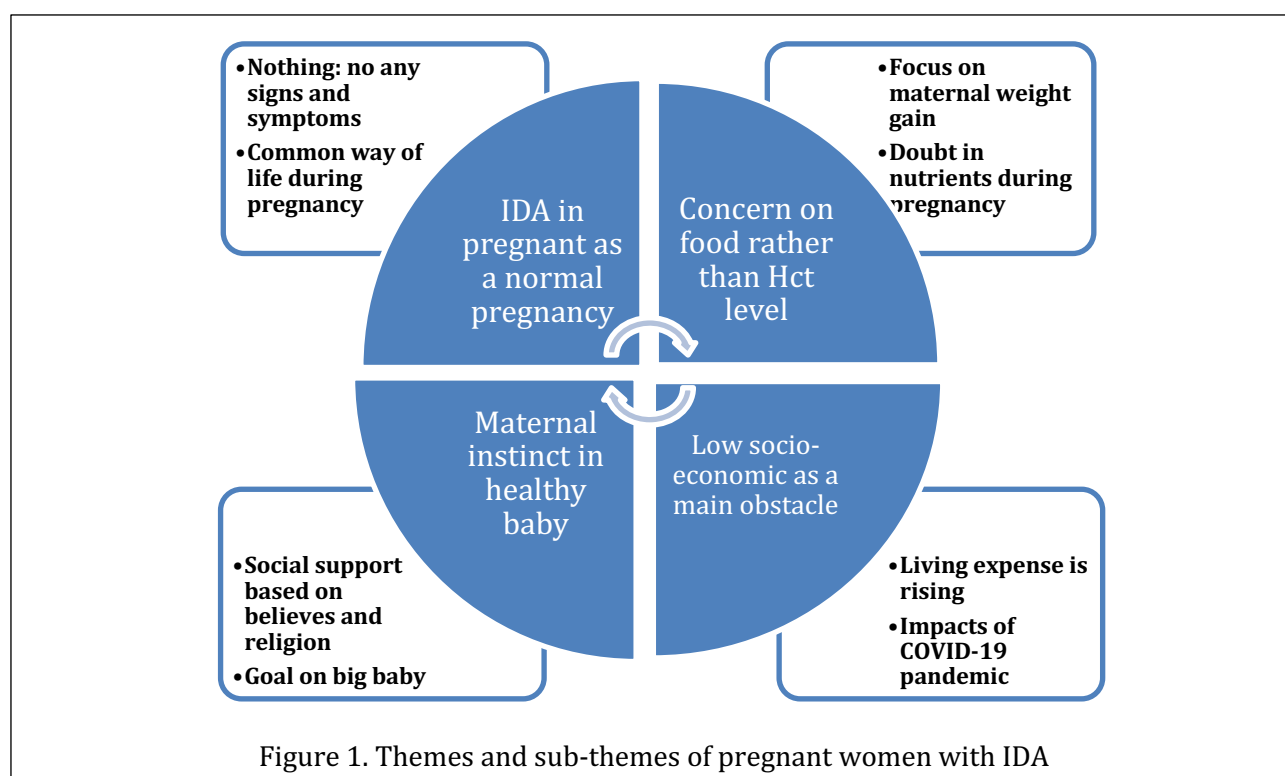 •Nothing: no any
signs and
symptoms
•Common way of
life during
pregnancy
IDA in
pregnant as
a normal
pregnancy
•Focus on
maternal weight
gain
•Doubt in
nutrients during
pregnancy
Concern on
food rather
than Hct
level
Maternal
instinct in
healthy
baby
•Social support
based on
believes and
religion
•Goal on big baby
Low socio-
economic as a
main obstacle
•Living expense is
rising
•Impacts of
COVID-19
pandemic
Figure 1. Themes and sub-themes of pregnant women with IDA